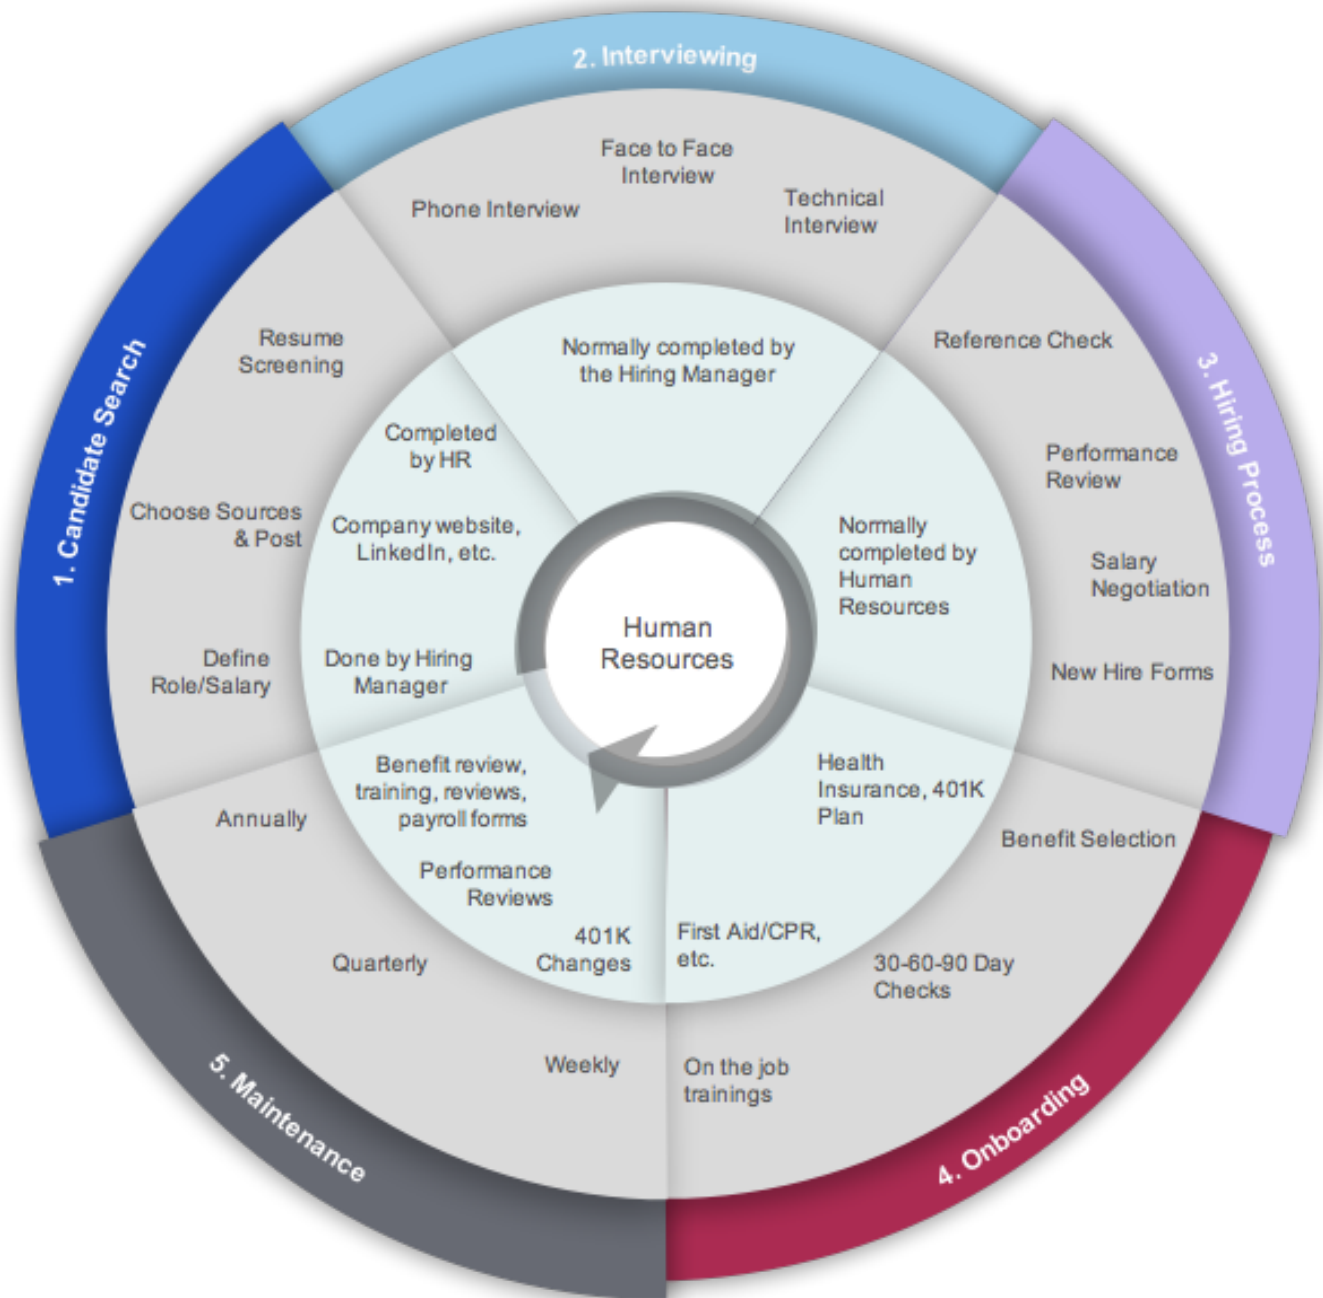 2. Interviewing
Face to Face
Interview
Phone Interview
Technical
Interview
Normally completed by
the Hiring Manager
1. Candidate Search
Resume
Screening
Completed
by HR
Choose Sources
& Post
Company website,
LinkedIn, etc.
Define
Role/Salary
Done by Hiring
Manager
3. Hiring Process
Reference Check
Performance
Review
Salary
Negotiation
New Hire Forms
Normally
completed by
Human
Resources
Human
Resources
4. Onboarding
Health
Insurance, 401K
Plan
Benefit Selection
First Aid/CPR,
etc.
30-60-90 Day
Checks
On the job
trainings
5. Maintenance
Benefit review,
training, reviews,
payroll forms
Annually
Performance
Reviews
Quarterly
401K
Changes
Weekly